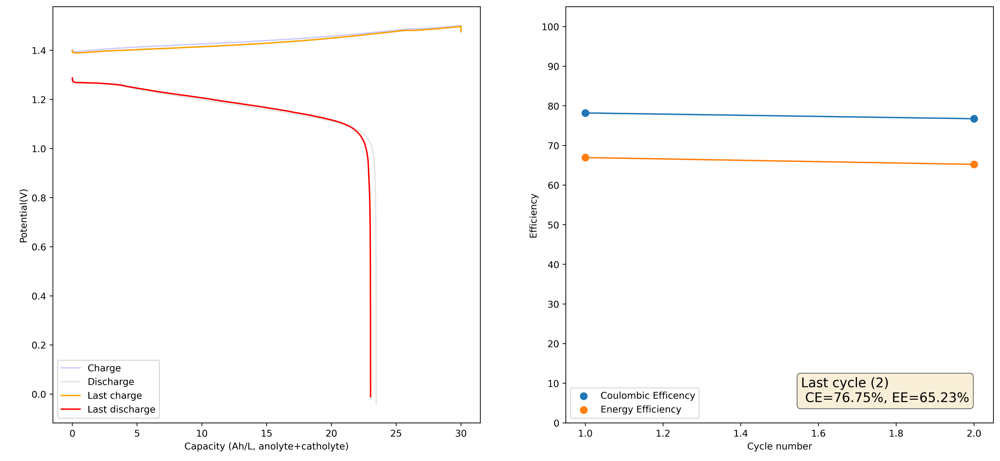 1.4
1.2
1.0
0.8
0.6
0.4
0.2
0.0
Potential(V)
0 5 10 15 20 25 30
Capacity (Ah/L, anolyte+catholyte)
Charge
Discharge
Last charge
Last discharge
100
90
80
70
60
50
40
30
20
10
0
Efficiency
1.0 1.2 1.4 1.6 1.8 2.0
Cycle number
Coulombic Efficency
Energy Efficiency
Last cycle (2)
CE=76.75%, EE=65.23%